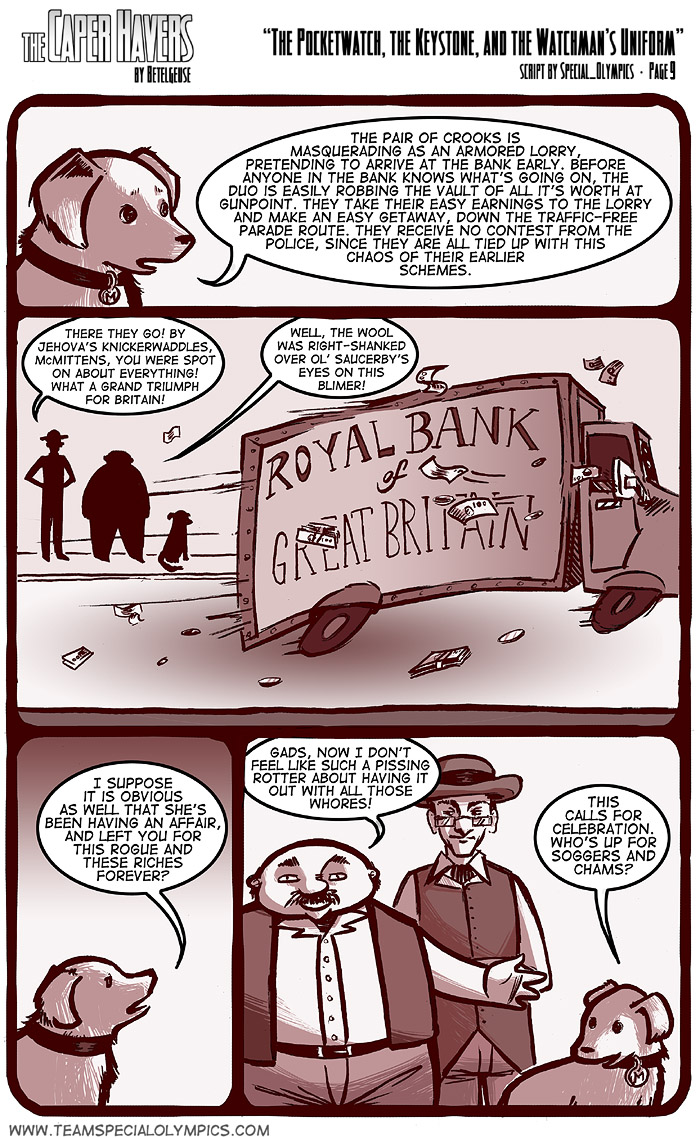 THE CAPER HAVERS
BY BETELGEUSE
"THE POCKETWATCH, THE KEYSTONE, AND THE WATCHMAN'S UNIFORM"
SCRIPT BY SPECIAL_OLYMPICS · PAGE 9
THE PAIR OF CROOKS IS
MASQUERADING AS AN ARMORED LORRY,
PRETENDING TO ARRIVE AT THE BANK EARLY. BEFORE
ANYONE IN THE BANK KNOWS WHAT'S GOING ON, THE
DUO IS EASILY ROBBING THE VAULT OF ALL IT'S WORTH AT
GUNPOINT. THEY TAKE THEIR EASY EARNINGS TO THE LORRY
AND MAKE AN EASY GETAWAY, DOWN THE TRAFFIC-FREE
PARADE ROUTE. THEY RECEIVE NO CONTEST FROM THE
POLICE, SINCE THEY ARE ALL TIED UP WITH THIS
CHAOS OF THEIR EARLIER
SCHEMES.
M
THERE THEY GO! BY
JEHOVA'S KNICKERWADDLES,
McMITTENS, YOU WERE SPOT
ON ABOUT EVERYTHING!
WHAT A GRAND TRIUMPH
FOR BRITAIN!
WELL, THE WOOL
WAS RIGHT-SHANKED
OVER OL' SAUCERBY'S
EYES ON THIS
BLIMER!
ROYAL BANK
of
GREAT BRITAIN
I SUPPOSE
IT IS OBVIOUS
AS WELL THAT SHE'S
BEEN HAVING AN AFFAIR,
AND LEFT YOU FOR
THIS ROGUE AND
THESE RICHES
FOREVER?
GADS, NOW I DON'T
FEEL LIKE SUCH A PISSING
ROTTER ABOUT HAVING IT
OUT WITH ALL THOSE
WHORES!
THIS
CALLS FOR
CELEBRATION.
WHO'S UP FOR
SOGGERS AND
CHAMS?
M
WWW.TEAMSPECIALOLYMPICS.COM